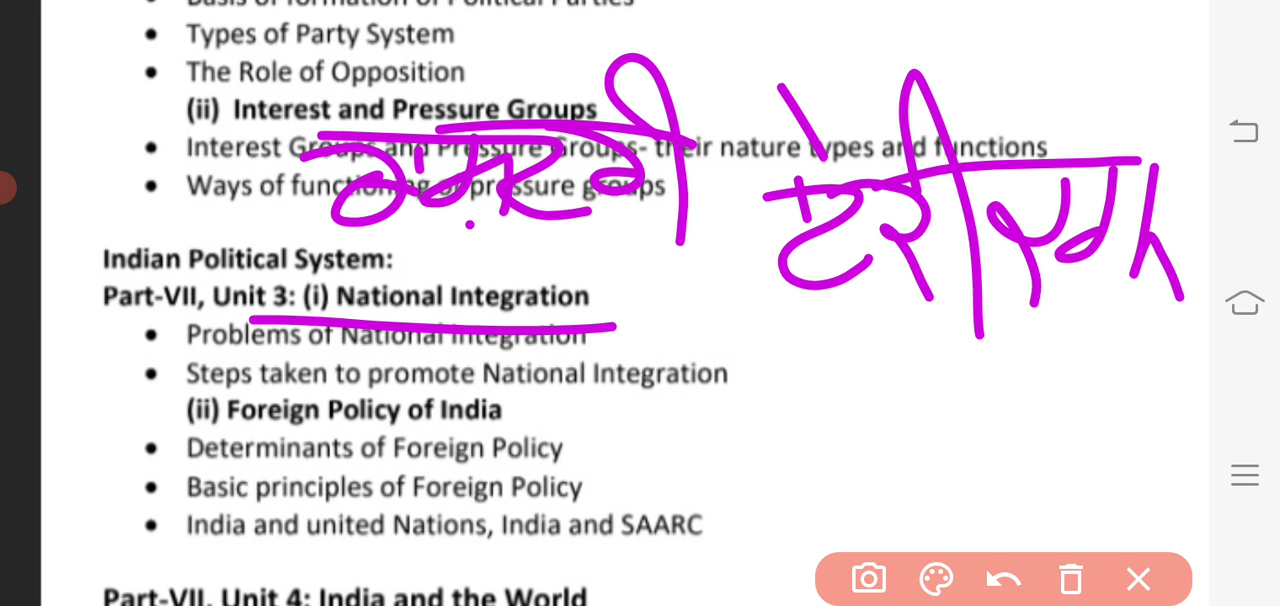 Types of Party System
The Role of Opposition
(ii) Interest and Pressure Groups
Interest Groups and Pressure Groups- their nature types and functions
Ways of functioning of pressure groups
Indian Political System:
Part-VII, Unit 3: (i) National Integration
Problems of National Integration
Steps taken to promote National Integration
(ii) Foreign Policy of India
Determinants of Foreign Policy
Basic principles of Foreign Policy
India and united Nations, India and SAARC
Part-VII, Unit 4: India and the World